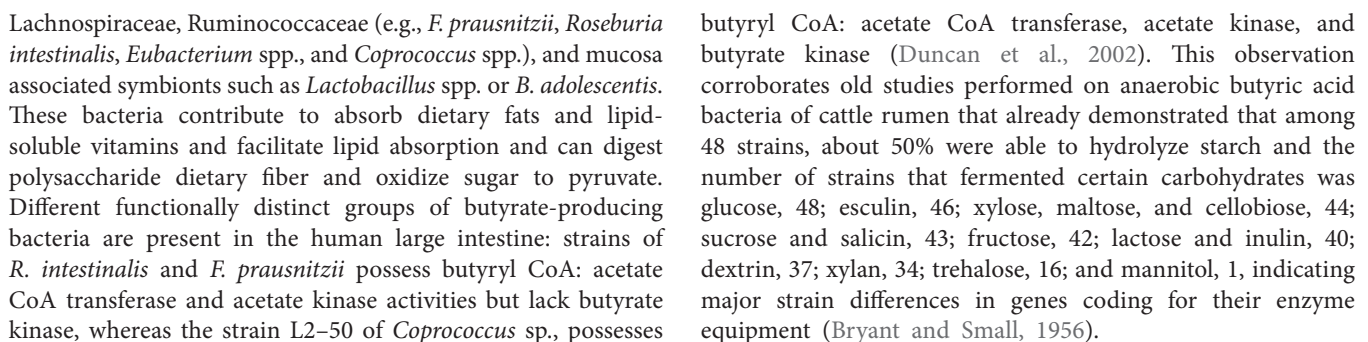 Lachnospiraceae, Ruminococcaceae (e.g., F. prausnitzii, Roseburia
intestinalis, Eubacterium spp., and Coprococcus spp.), and mucosa
associated symbionts such as Lactobacillus spp. or B. adolescentis.
These bacteria contribute to absorb dietary fats and lipid-
soluble vitamins and facilitate lipid absorption and can digest
polysaccharide dietary fiber and oxidize sugar to pyruvate.
Different functionally distinct groups of butyrate-producing
bacteria are present in the human large intestine: strains of
R. intestinalis and F. prausnitzii possess butyryl CoA: acetate
CoA transferase and acetate kinase activities but lack butyrate
kinase, whereas the strain L2–50 of Coprococcus sp., possesses
butyryl CoA: acetate CoA transferase, acetate kinase, and
butyrate kinase (Duncan et al., 2002). This observation
corroborates old studies performed on anaerobic butyric acid
bacteria of cattle rumen that already demonstrated that among
48 strains, about 50% were able to hydrolyze starch and the
number of strains that fermented certain carbohydrates was
glucose, 48; esculin, 46; xylose, maltose, and cellobiose, 44;
sucrose and salicin, 43; fructose, 42; lactose and inulin, 40;
dextrin, 37; xylan, 34; trehalose, 16; and mannitol, 1, indicating
major strain differences in genes coding for their enzyme
equipment (Bryant and Small, 1956).